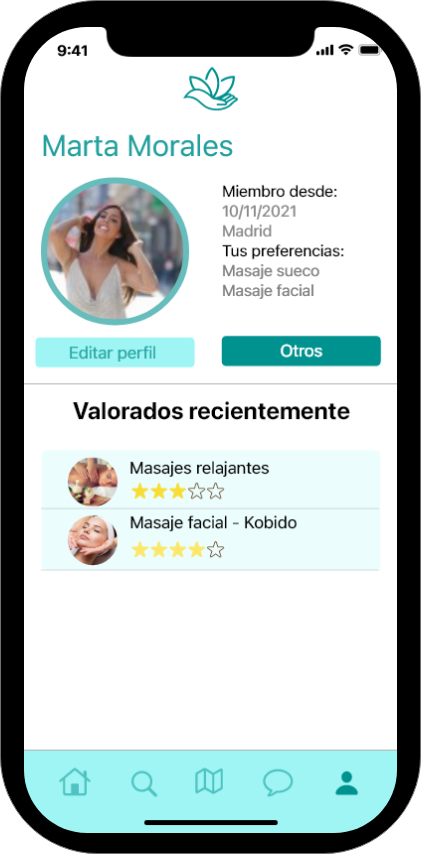 9:41
Marta Morales
Miembro desde:
10/11/2021
Madrid
Tus preferencias:
Masaje sueco
Masaje facial
Editar perfil
Otros
Valorados recientemente
Masajes relajantes
Masaje facial - Kobido